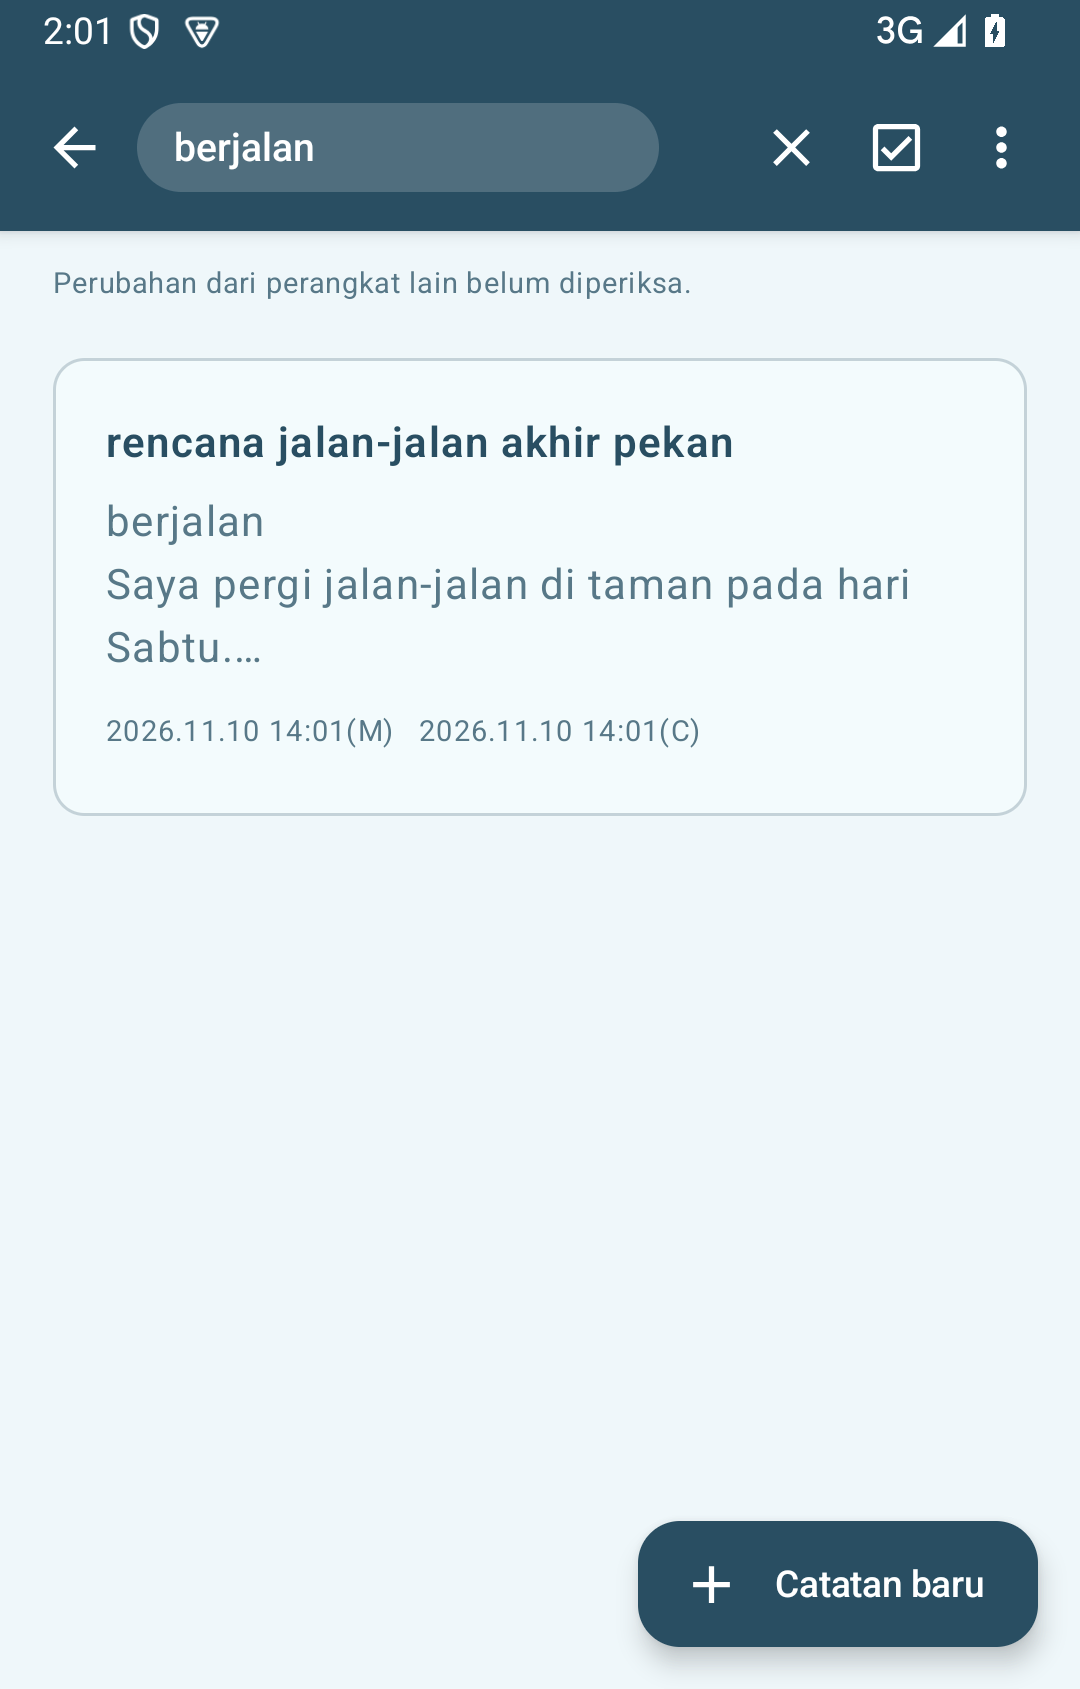 2:01
3G
berjalan
Perubahan dari perangkat lain belum diperiksa.
rencana jalan-jalan akhir pekan
berjalan
Saya pergi jalan-jalan di taman pada hari
Sabtu.…
2026.11.10 14:01(M) 2026.11.10 14:01(C)
Catatan baru